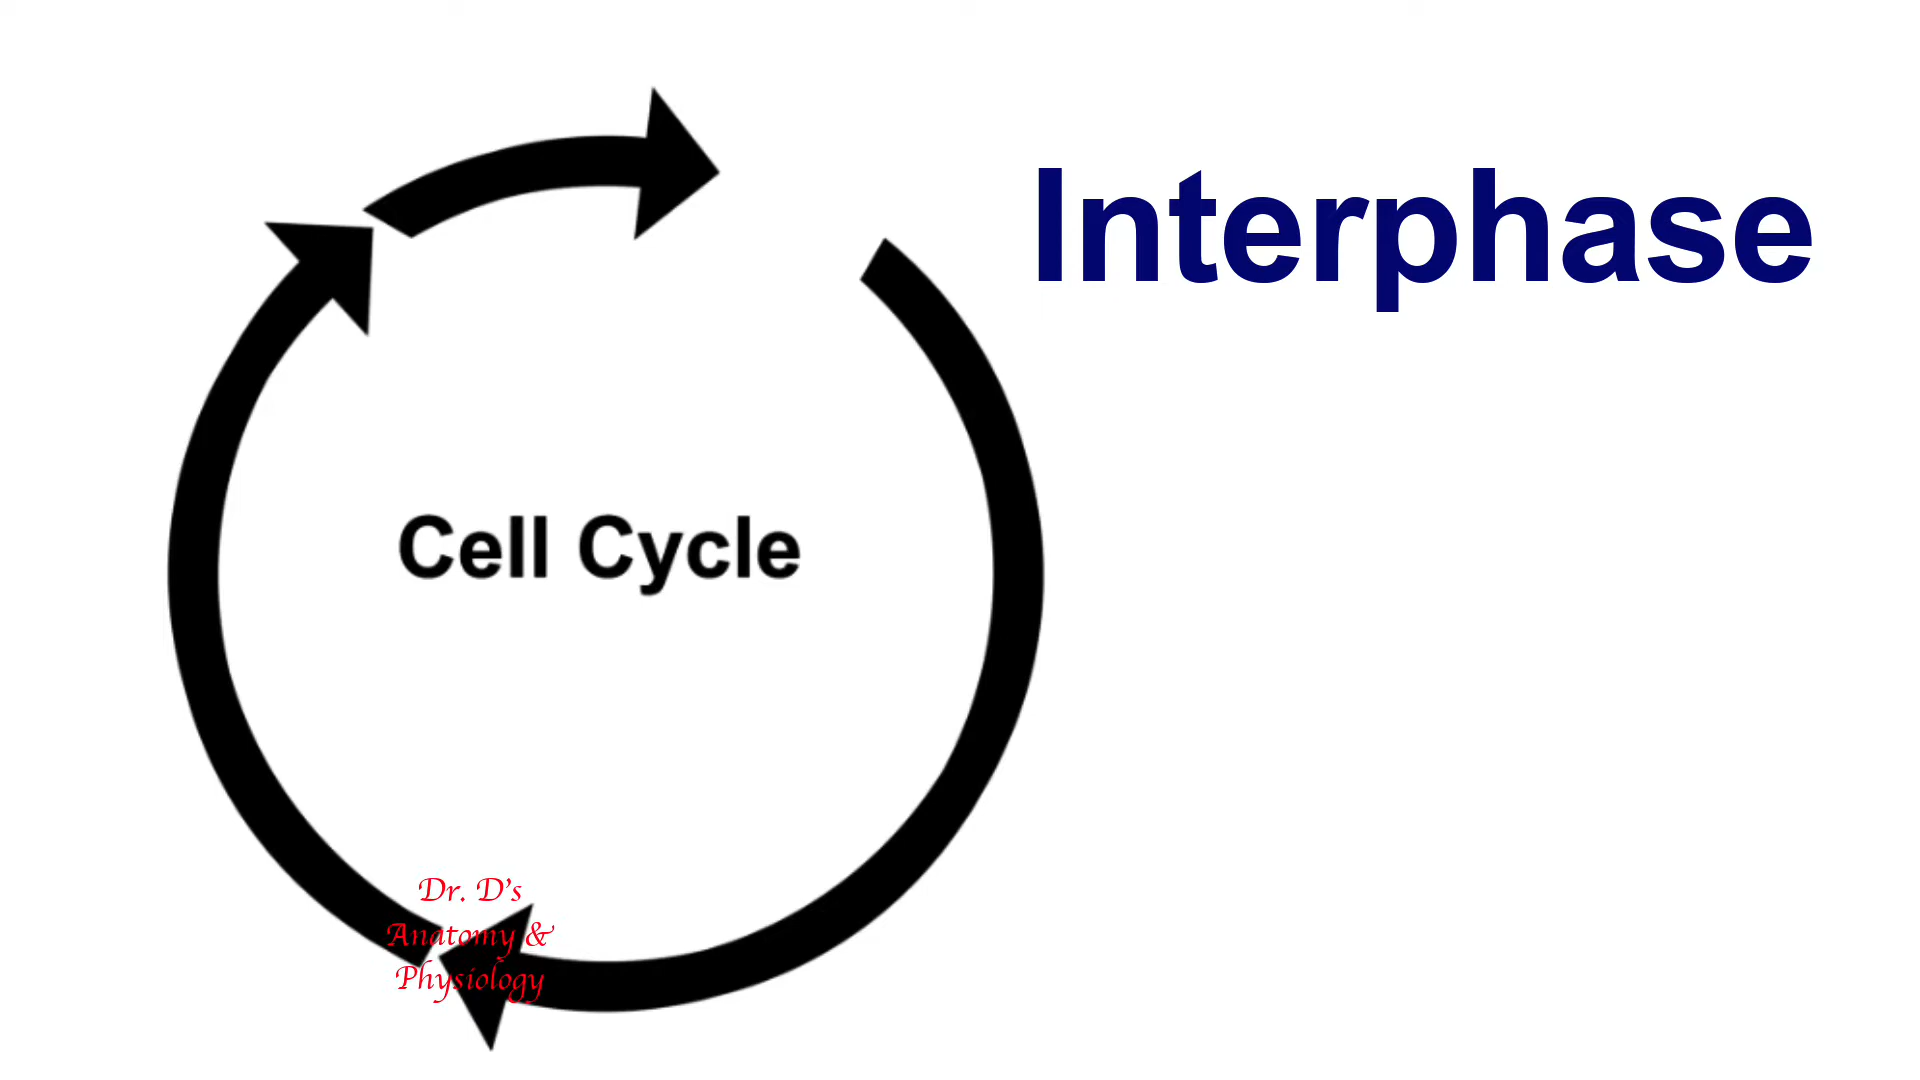 Interphase
Cell Cycle
Dr. D's
Anatomy &
Physiology